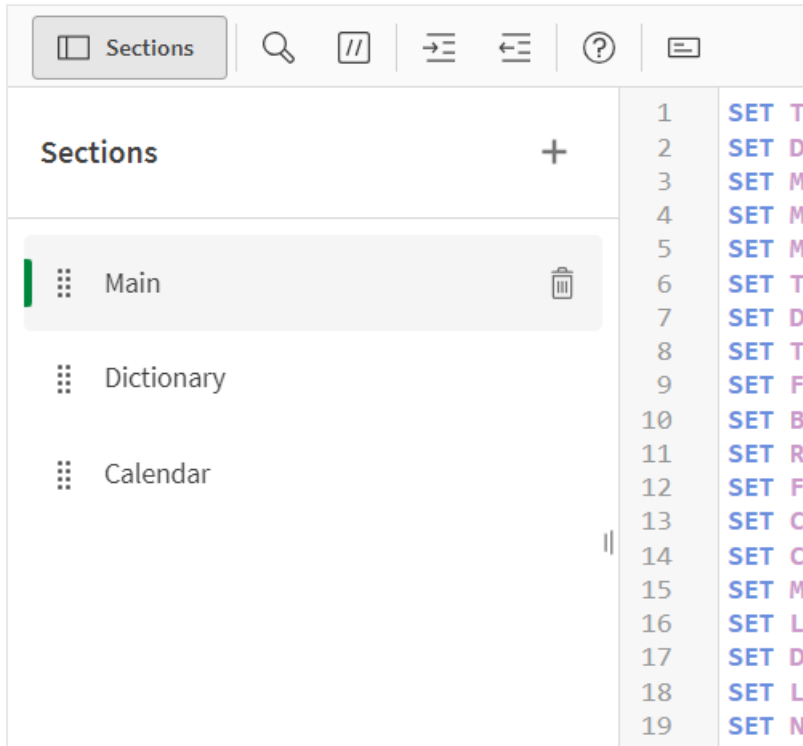 Sections
Sections
Main
Dictionary
Calendar
1 SET T
2 SET D
3 SET M
4 SET M
5 SET M
6 SET T
7 SET D
8 SET T
9 SET F
10 SET B
11 SET R
12 SET F
13 SET C
14 SET C
15 SET M
16 SET L
17 SET D
18 SET L
19 SET N